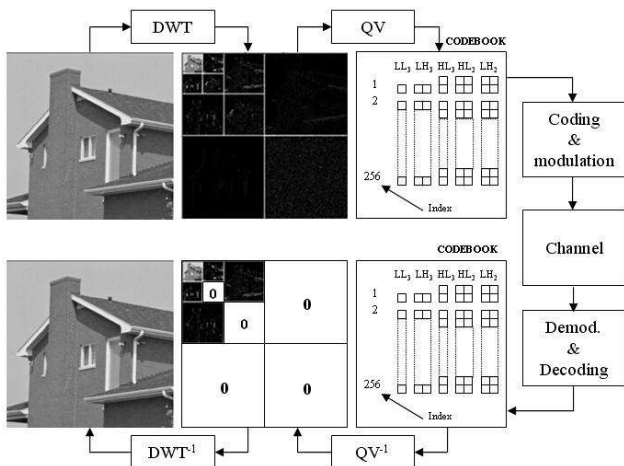 DWT
QV
CODEBOOK
LL3 LH3 HL3 HL2 LH2
1
2
256
Index
Coding
&
modulation
Channel
Demod.
&
Decoding
CODEBOOK
LL3 LH3 HL3 HL2 LH2
1
2
256
Index
0
0
0
0
0
DWT-1
QV-1